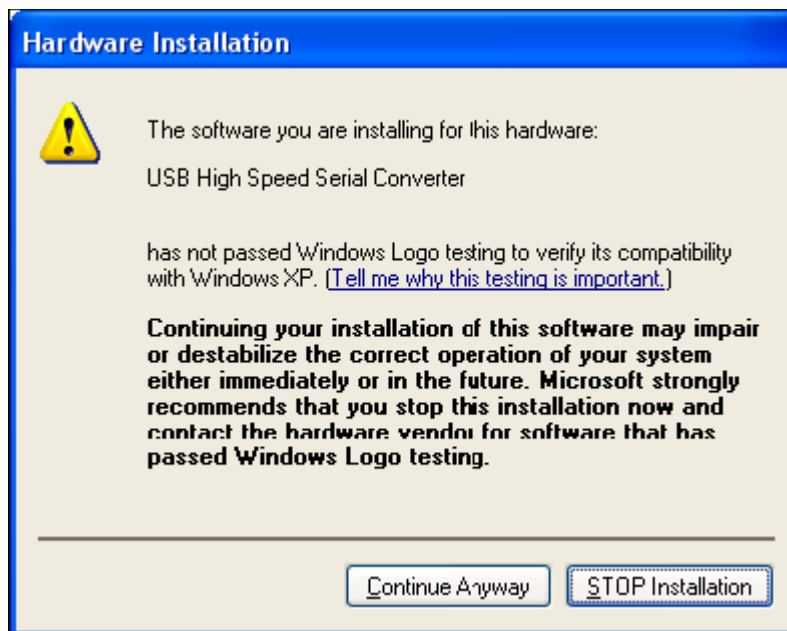 Hardware Installation
The software you are installing for this hardware:
USB High Speed Serial Converter
has not passed Windows Logo testing to verify its compatibility
with Windows XP. (Tell me why this testing is important.)
Continuing your installation of this software may impair
or destabilize the correct operation of your system
either immediately or in the future. Microsoft strongly
recommends that you stop this installation now and
contact the hardware vendor for software that has
passed Windows Logo testing.
Continue Anyway
STOP Installation